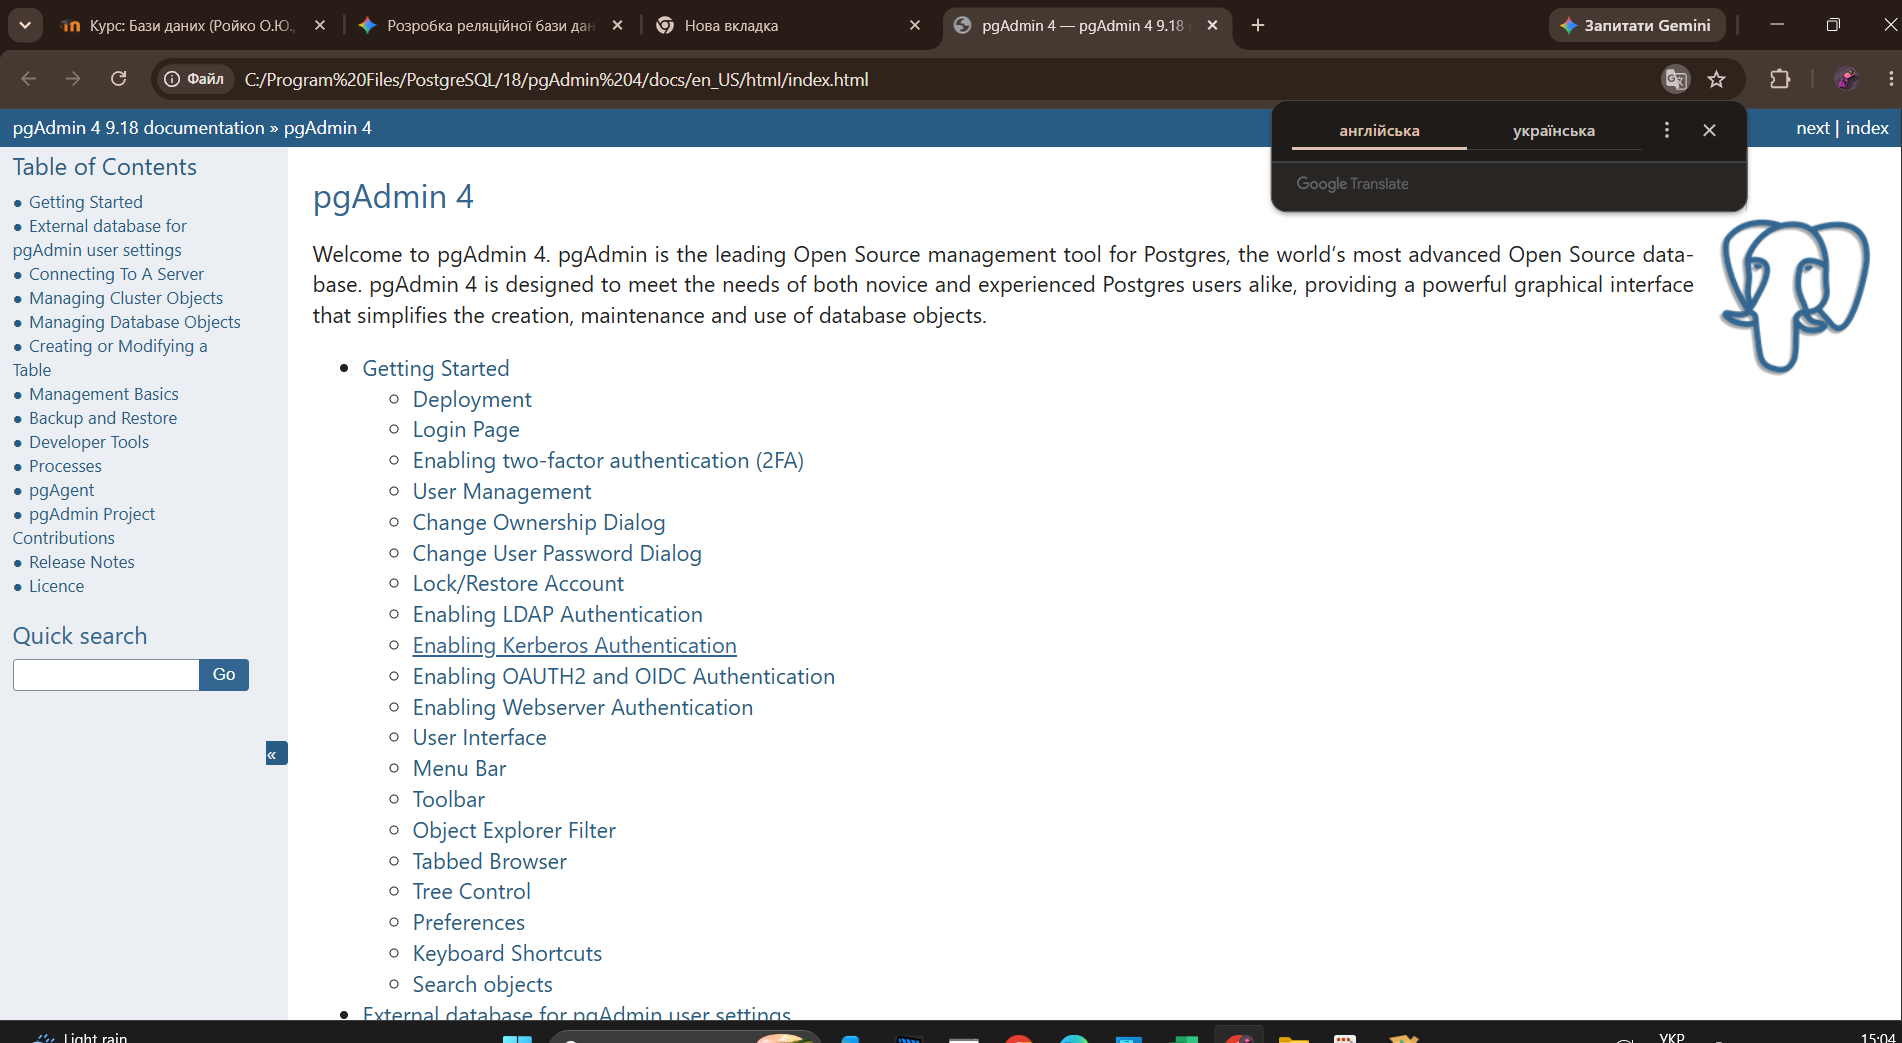 Курс: Бази даних (Ройко О.Ю.,
Розробка реляційної бази дан
Нова вкладка
pgAdmin 4 — pgAdmin 4 9.18
Запитати Gemini
Файл
C:/Program%20Files/PostgreSQL/18/pgAdmin%204/docs/en_US/html/index.html
pgAdmin 4 9.18 documentation » pgAdmin 4
next | index
англійська
українська
Google Translate
Table of Contents
Getting Started
External database for
pgAdmin user settings
Connecting To A Server
Managing Cluster Objects
Managing Database Objects
Creating or Modifying a
Table
Management Basics
Backup and Restore
Developer Tools
Processes
pgAgent
pgAdmin Project
Contributions
Release Notes
Licence
Quick search
Go
«
pgAdmin 4
Welcome to pgAdmin 4. pgAdmin is the leading Open Source management tool for Postgres, the world’s most advanced Open Source data-
base. pgAdmin 4 is designed to meet the needs of both novice and experienced Postgres users alike, providing a powerful graphical interface
that simplifies the creation, maintenance and use of database objects.
Getting Started
Deployment
Login Page
Enabling two-factor authentication (2FA)
User Management
Change Ownership Dialog
Change User Password Dialog
Lock/Restore Account
Enabling LDAP Authentication
Enabling Kerberos Authentication
Enabling OAUTH2 and OIDC Authentication
Enabling Webserver Authentication
User Interface
Menu Bar
Toolbar
Object Explorer Filter
Tabbed Browser
Tree Control
Preferences
Keyboard Shortcuts
Search objects
External database for pgAdmin user settings
Light rain
УКР
15:04